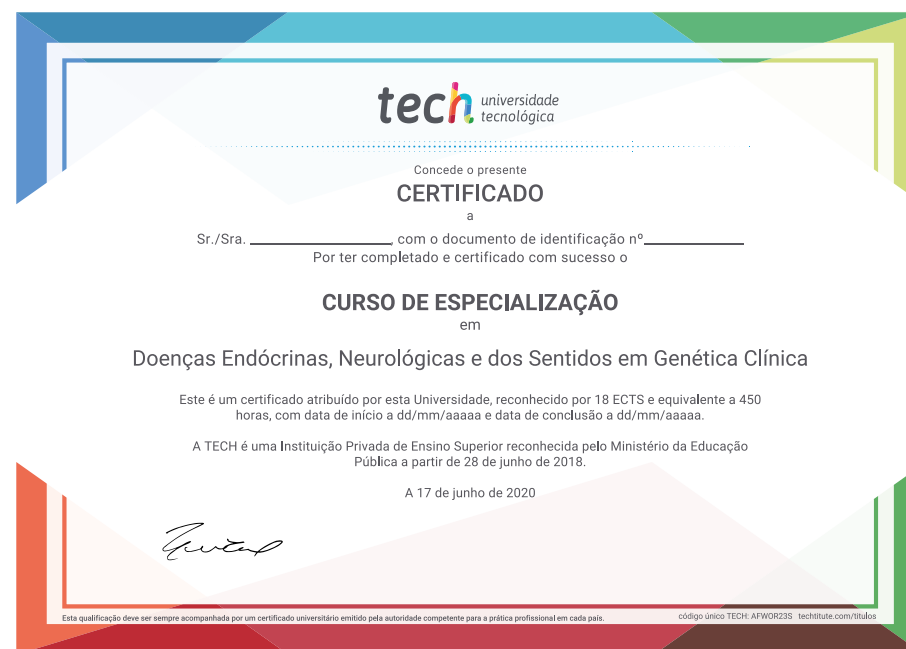 tech universidade
tecnológica
Concede o presente
CERTIFICADO
a
Sr./Sra. ________________, com o documento de identificação nº____________
Por ter completado e certificado com sucesso o
CURSO DE ESPECIALIZAÇÃO
em
Doenças Endócrinas, Neurológicas e dos Sentidos em Genética Clínica
Este é um certificado atribuído por esta Universidade, reconhecido por 18 ECTS e equivalente a 450
horas, com data de início a dd/mm/aaaaa e data de conclusão a dd/mm/aaaaa.
A TECH é uma Instituição Privada de Ensino Superior reconhecida pelo Ministério da Educação
Pública a partir de 28 de junho de 2018.
A 17 de junho de 2020
Esta qualificação deve ser sempre acompanhada por um certificado universitário emitido pela autoridade competente para a prática profissional em cada país.
código único TECH: AFWOR23S techtitute.com/titulos